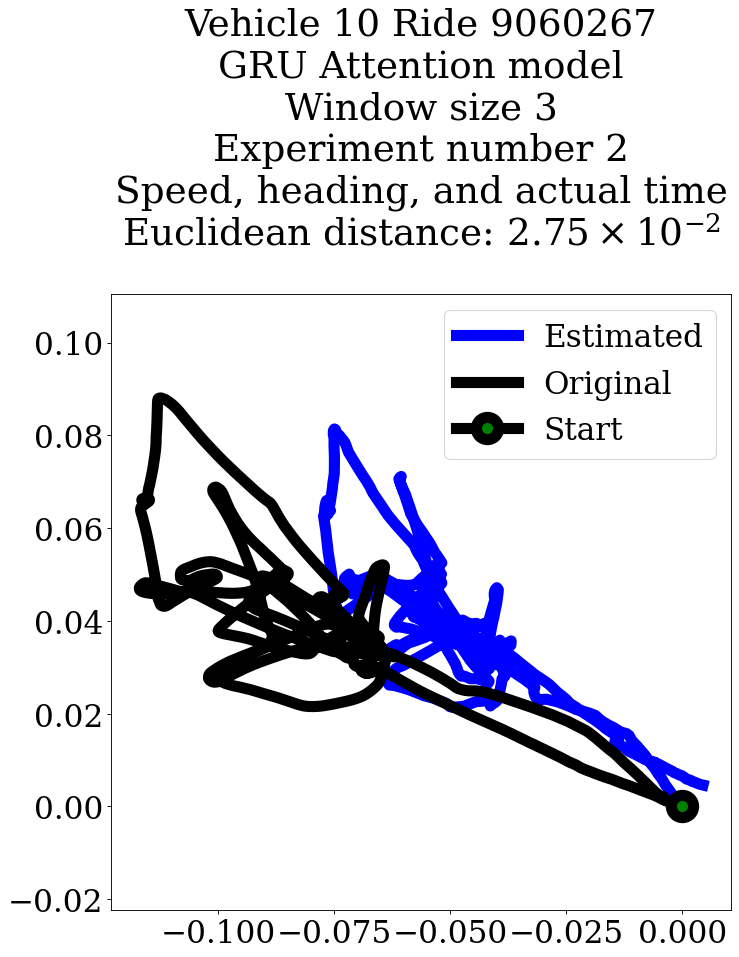 Vehicle 10 Ride 9060267
GRU Attention model
Window size 3
Experiment number 2
Speed, heading, and actual time
Euclidean distance: 2.75 × 10⁻²
Estimated
Original
Start
0.10
0.08
0.06
0.04
0.02
0.00
−0.02
−0.100 −0.075 −0.050 −0.025 0.000